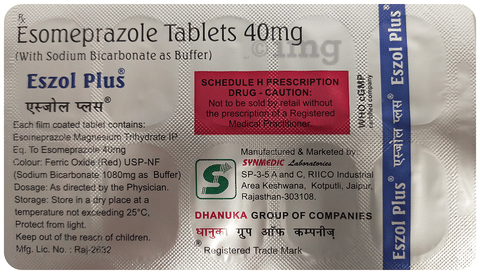 Rx
Esomeprazole Tablets 40mg
(With Sodium Bicarbonate as Buffer)
Eszol Plus®
एस्जोल प्लस®
Each film coated tablet contains:
Esomeprazole Magnesium Trihydrate IP
Eq. To Esomeprazole 40mg
Colour: Ferric Oxide (Red) USP-NF
(Sodium Bicarbonate 1080mg as Buffer)
Dosage: As directed by the Physician.
Storage: Store in a dry place at a
temperature not exceeding 25°C,
Protect from light.
Keep out of the reach of children.
Mfg. Lic. No. : Raj-2632
1mg
SCHEDULE H PRESCRIPTION
DRUG - CAUTION:
Not to be sold by retail without
the prescription of a Registered
Medical Practitioner.
WHO cGMP
certified company
Manufactured & Marketed by
SYNMEDIC Laboratories
SP-3-5 A and C, RIICO Industrial
Area Keshwana, Kotputli, Jaipur,
Rajasthan-303108.
DHANUKA GROUP OF COMPANIES
धानुका ग्रुप ऑफ कम्पनीज
® Registered Trade Mark
Eszol Plus® एस्जोल प्लस® Eszol Plus®